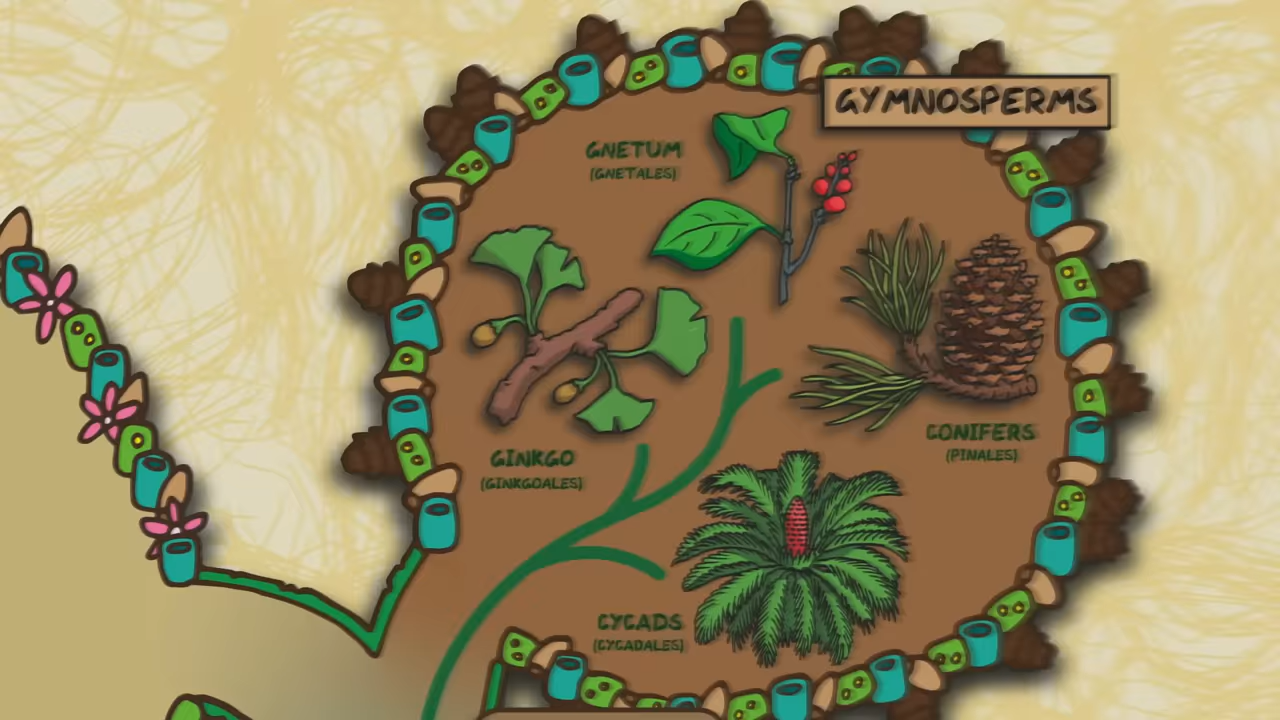 GYMNOSPERMS
GNETUM
(GNETALES)
CONIFERS
(PINALES)
GINKGO
(GINKGOALES)
CYCADS
(CYCADALES)